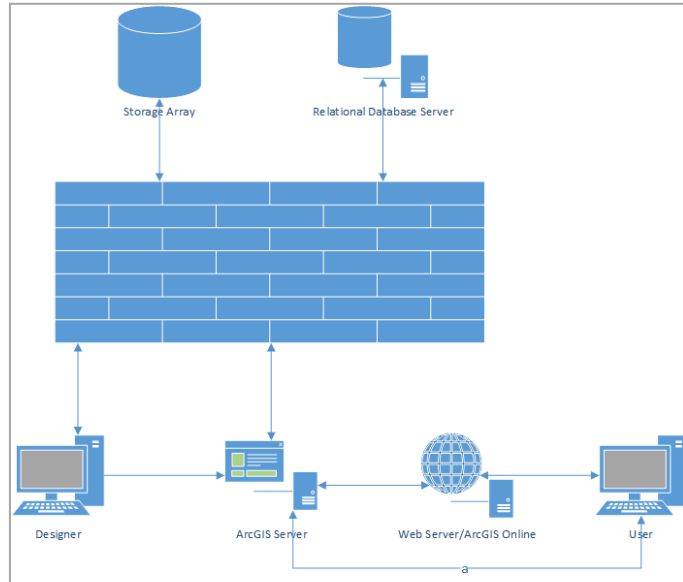 Storage Array
Relational Database Server
Designer
ArcGIS Server
Web Server/ArcGIS Online
User
a